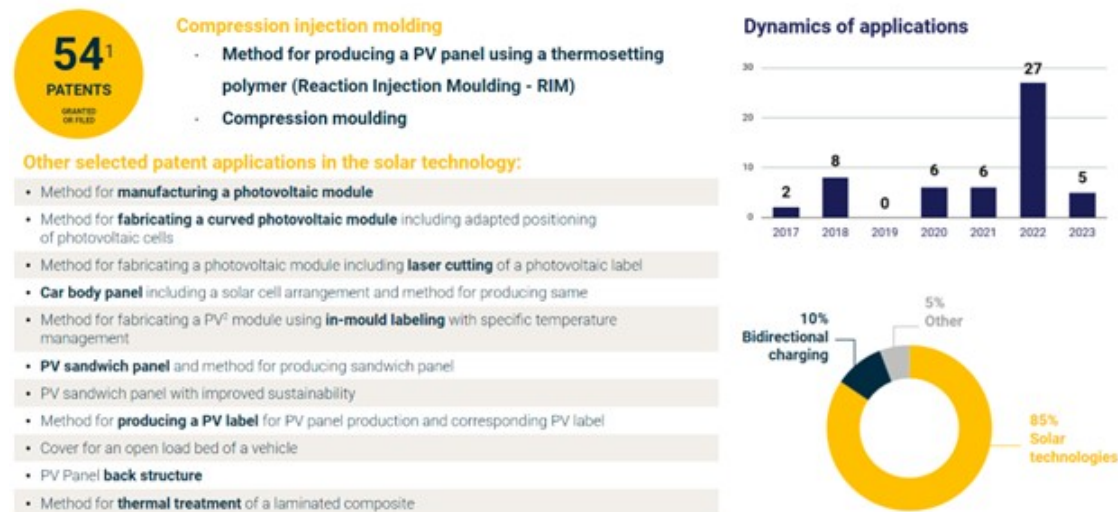 54¹
PATENTS
GRANTED
OR FILED
Compression injection molding
- Method for producing a PV panel using a thermosetting
polymer (Reaction Injection Moulding - RIM)
- Compression moulding
Other selected patent applications in the solar technology:
• Method for manufacturing a photovoltaic module
• Method for fabricating a curved photovoltaic module including adapted positioning
of photovoltaic cells
• Method for fabricating a photovoltaic module including laser cutting of a photovoltaic label
• Car body panel including a solar cell arrangement and method for producing same
• Method for fabricating a PV² module using in-mould labeling with specific temperature
management
• PV sandwich panel and method for producing sandwich panel
• PV sandwich panel with improved sustainability
• Method for producing a PV label for PV panel production and corresponding PV label
• Cover for an open load bed of a vehicle
• PV Panel back structure
• Method for thermal treatment of a laminated composite
Dynamics of applications
30
20
10
0
2
8
0
6
6
27
5
2017
2018
2019
2020
2021
2022
2023
5%
Other
10%
Bidirectional
charging
85%
Solar
technologies